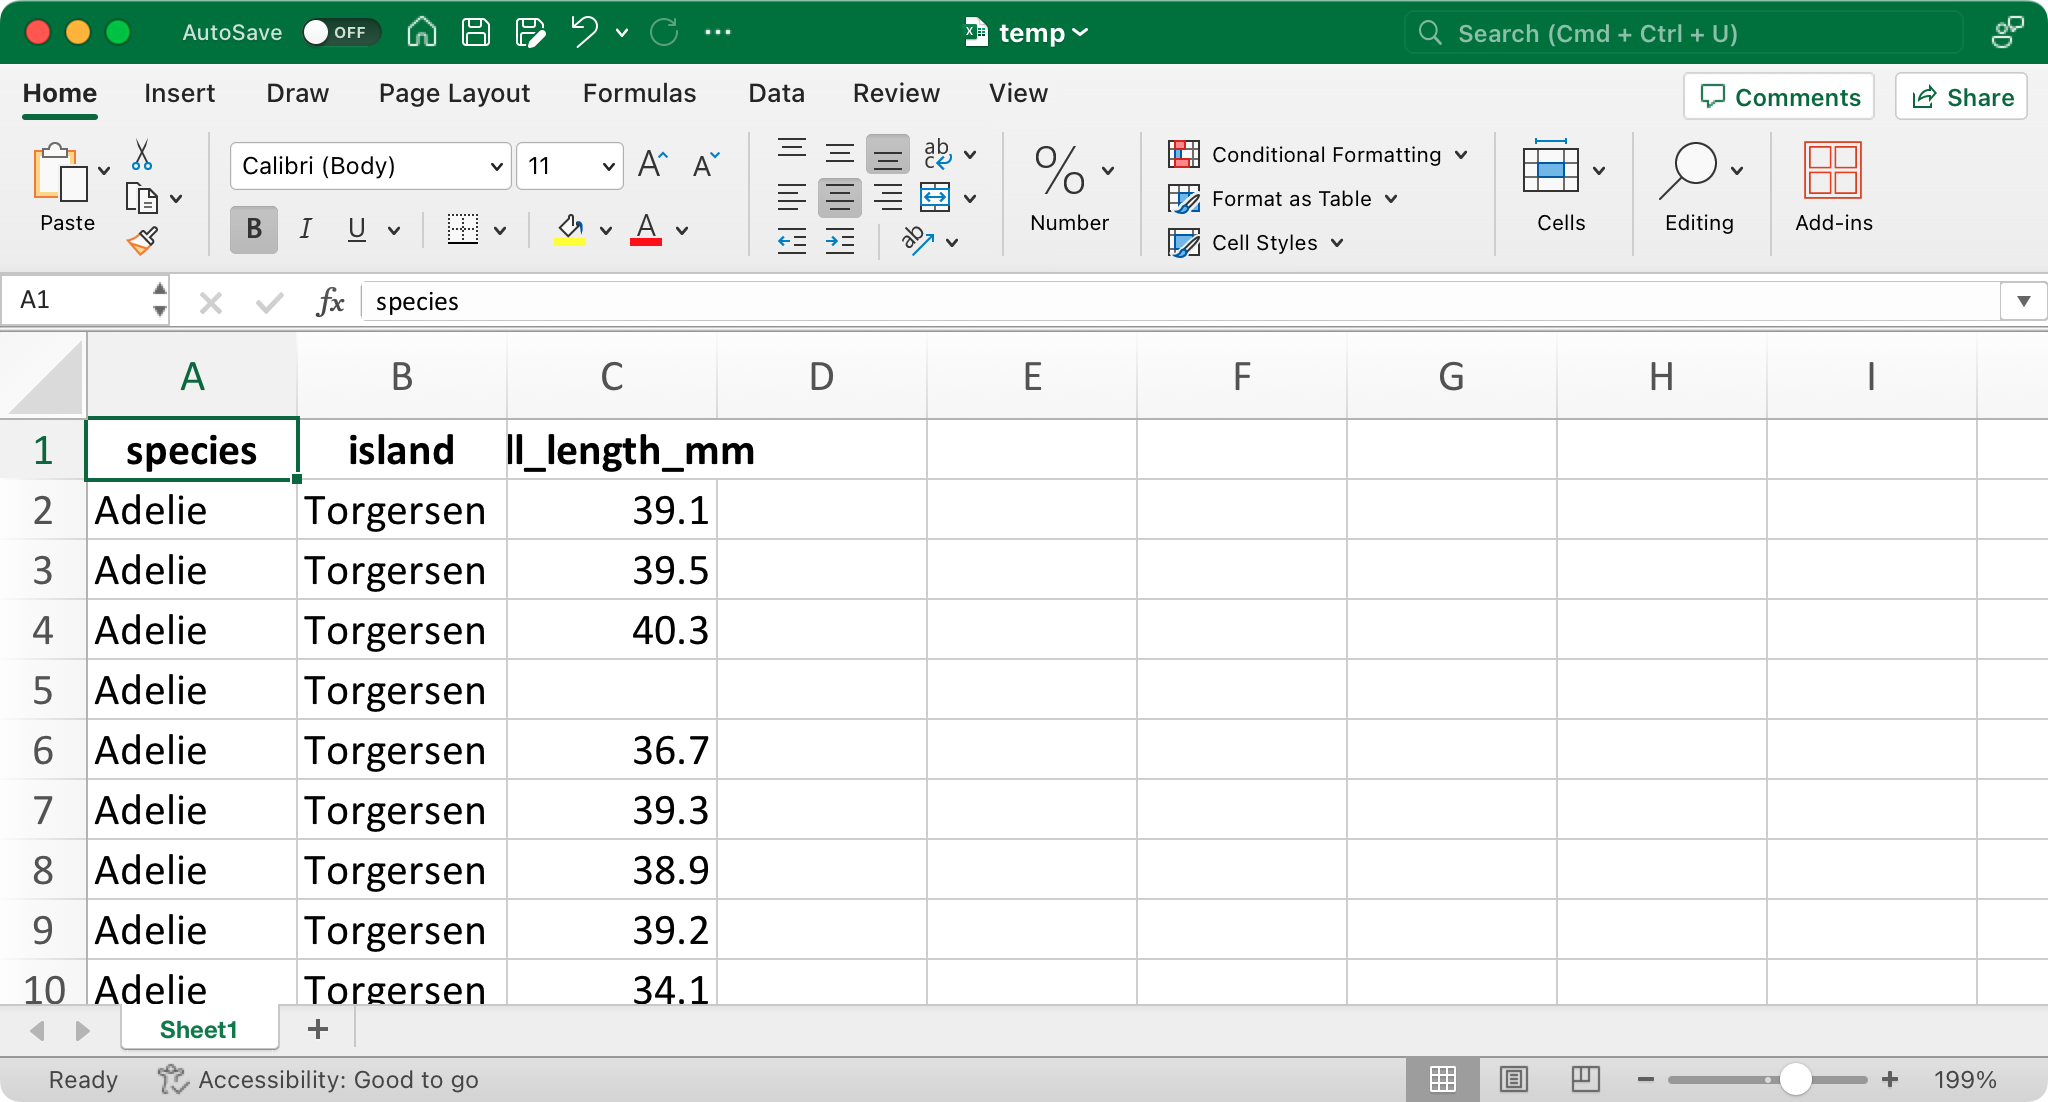 AutoSave OFF temp Search (Cmd + Ctrl + U)
Home Insert Draw Page Layout Formulas Data Review View Comments Share
Paste Calibri (Body) 11 A A ab c % Number Conditional Formatting Cells Editing Add-ins
B I U A ab Format as Table
Cell Styles
A1 fx species
A B C D E F G H I
1 species island ll_length_mm
2 Adelie Torgersen 39.1
3 Adelie Torgersen 39.5
4 Adelie Torgersen 40.3
5 Adelie Torgersen
6 Adelie Torgersen 36.7
7 Adelie Torgersen 39.3
8 Adelie Torgersen 38.9
9 Adelie Torgersen 39.2
10 Adelie Torgersen 34.1
Sheet1 +
Ready Accessibility: Good to go − + 199%